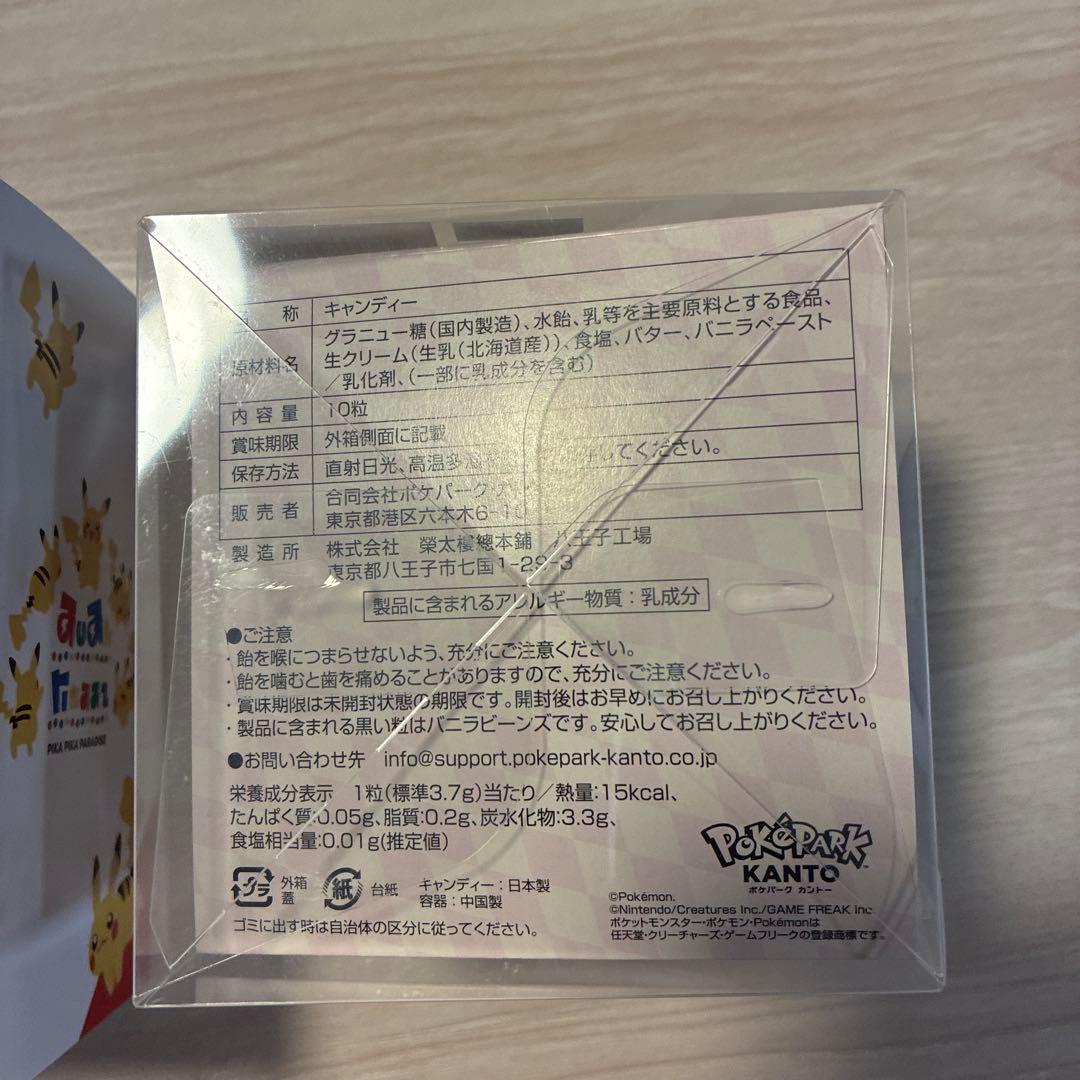 称 キャンディー
原材料名 グラニュー糖(国内製造)、水飴、乳等を主要原料とする食品、
生クリーム(生乳(北海道産))、食塩、バター、バニラペースト
/乳化剤、(一部に乳成分を含む)
内容量 10粒
賞味期限 外箱側面に記載
保存方法 直射日光、高温多 してください。
販売者 合同会社ポケパーク・カ
東京都港区六本木6-10
製造所 株式会社 榮太樓總本鋪 八王子工場
東京都八王子市七国1-29-3
製品に含まれるアレルギー物質:乳成分
●ご注意
・飴を喉につまらせないよう、充分にご注意ください。
・飴を噛むと歯を痛めることがありますので、充分にご注意ください。
・賞味期限は未開封状態の期限です。開封後はお早めにお召し上がりください。
・製品に含まれる黒い粒はバニラビーンズです。安心してお召し上がりください。
●お問い合わせ先 info@support.pokepark-kanto.co.jp
栄養成分表示 1粒(標準3.7g)当たり/熱量:15kcal、
たんぱく質:0.05g、脂質:0.2g、炭水化物:3.3g、
食塩相当量:0.01g(推定値)
プラ 外箱
蓋
紙 台紙
キャンディー:日本製
容器:中国製
ゴミに出す時は自治体の区分に従ってください。
POKÉPARK
KANTO
ポケパーク カントー
©Pokémon.
©Nintendo/Creatures Inc./GAME FREAK inc.
ポケットモンスター・ポケモン・Pokémonは
任天堂・クリーチャーズ・ゲームフリークの登録商標です。
PIKA PIKA PARADISE